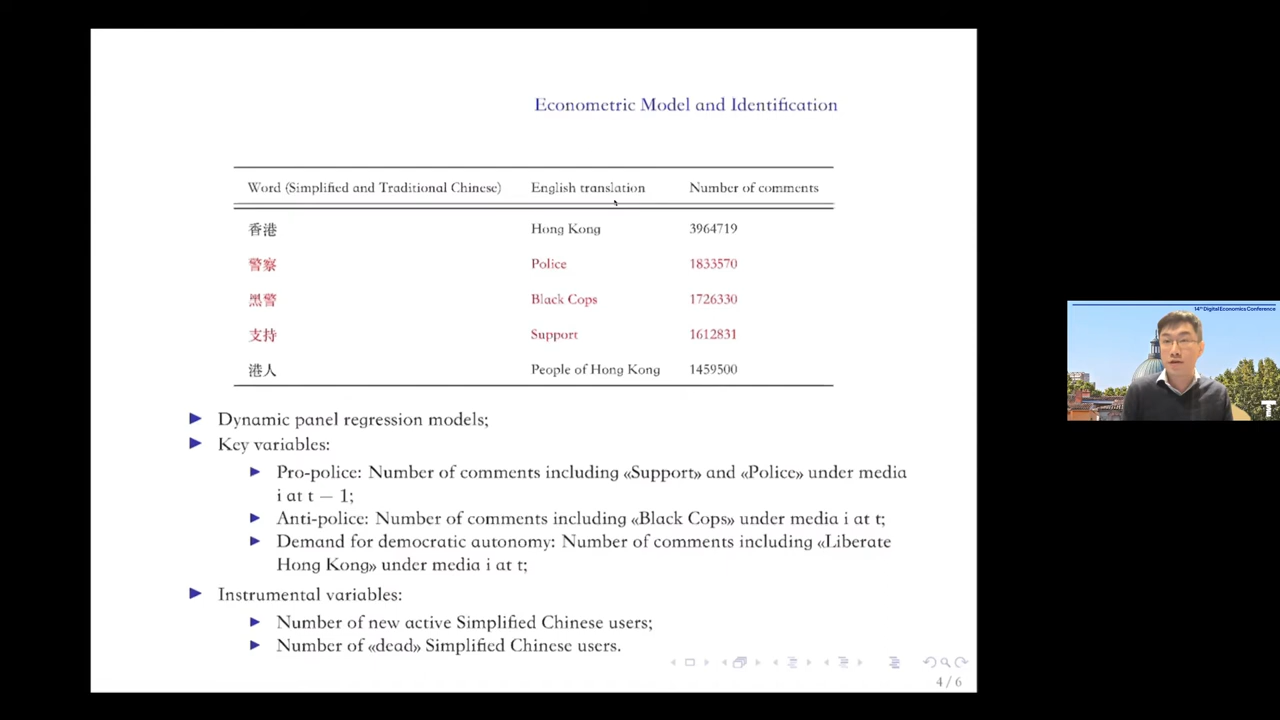 Econometric Model and Identification
Word (Simplified and Traditional Chinese) English translation Number of comments
香港 Hong Kong 3964719
警察 Police 1833570
黑警 Black Cops 1726330
支持 Support 1612831
港人 People of Hong Kong 1459500
Dynamic panel regression models;
Key variables:
Pro-police: Number of comments including «Support» and «Police» under media
i at t − 1;
Anti-police: Number of comments including «Black Cops» under media i at t;
Demand for democratic autonomy: Number of comments including «Liberate
Hong Kong» under media i at t;
Instrumental variables:
Number of new active Simplified Chinese users;
Number of «dead» Simplified Chinese users.
4/6
14th Digital Economics Conference
T